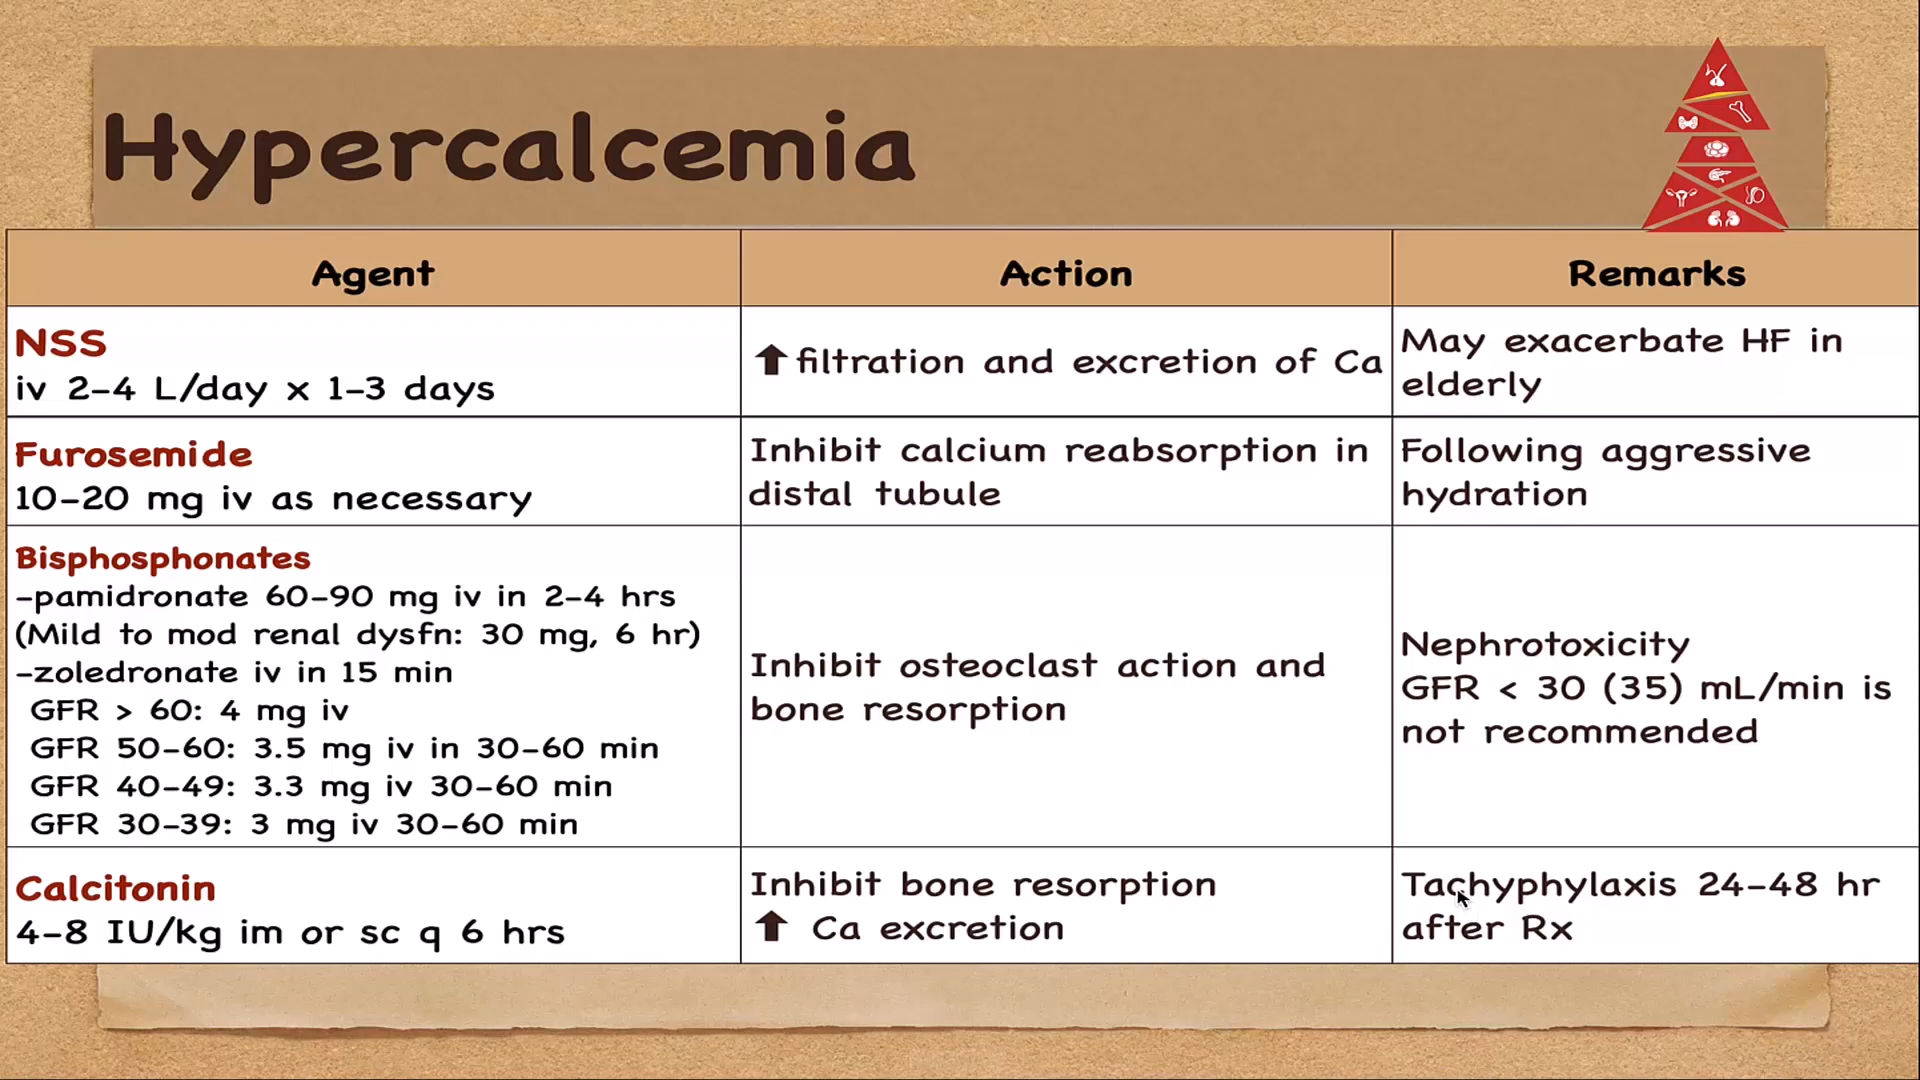 Hypercalcemia
Agent
Action
Remarks
NSS
iv 2-4 L/day x 1-3 days
⬆filtration and excretion of Ca
May exacerbate HF in
elderly
Furosemide
10-20 mg iv as necessary
Inhibit calcium reabsorption in
distal tubule
Following aggressive
hydration
Bisphosphonates
-pamidronate 60-90 mg iv in 2-4 hrs
(Mild to mod renal dysfn: 30 mg, 6 hr)
-zoledronate iv in 15 min
GFR > 60: 4 mg iv
GFR 50-60: 3.5 mg iv in 30-60 min
GFR 40-49: 3.3 mg iv 30-60 min
GFR 30-39: 3 mg iv 30-60 min
Inhibit osteoclast action and
bone resorption
Nephrotoxicity
GFR < 30 (35) mL/min is
not recommended
Calcitonin
4-8 IU/kg im or sc q 6 hrs
Inhibit bone resorption
⬆ Ca excretion
Tachyphylaxis 24-48 hr
after Rx